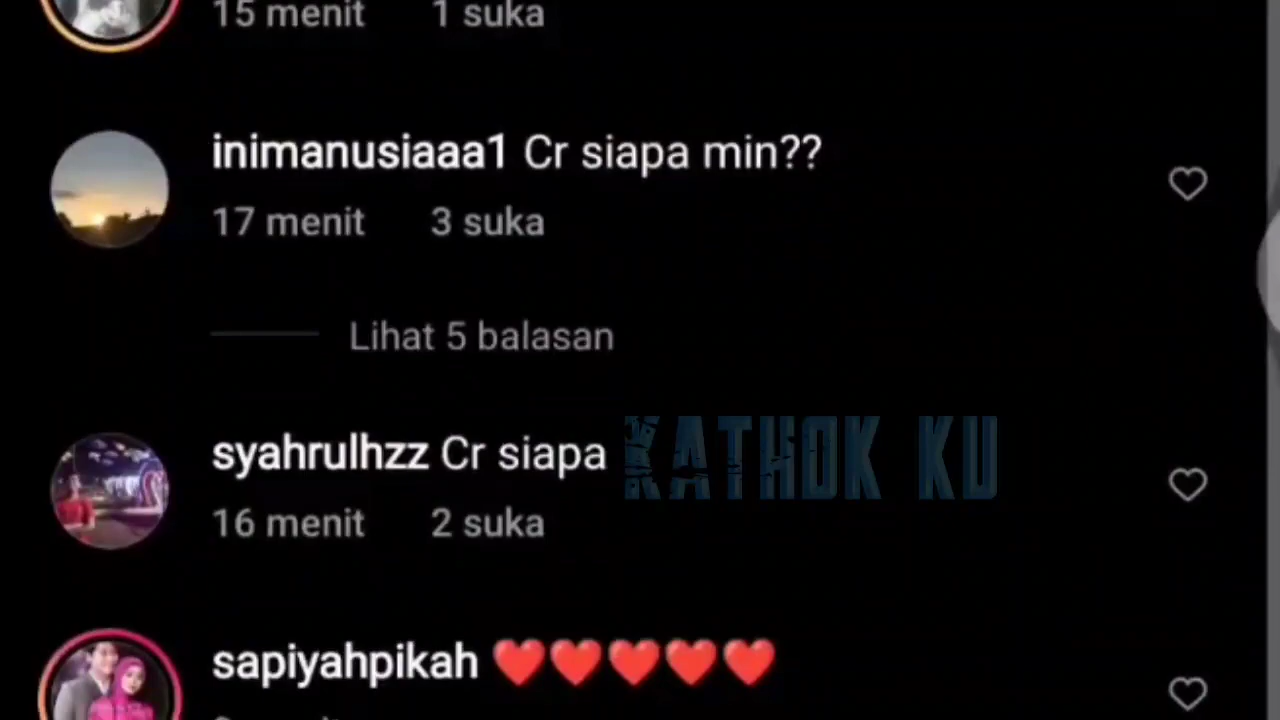 15 menit 1 suka
inimanusiaaa1 Cr siapa min??
17 menit 3 suka
Lihat 5 balasan
syahrulhzz Cr siapa
KATHOK KU
16 menit 2 suka
sapiyahpikah ❤️❤️❤️❤️❤️